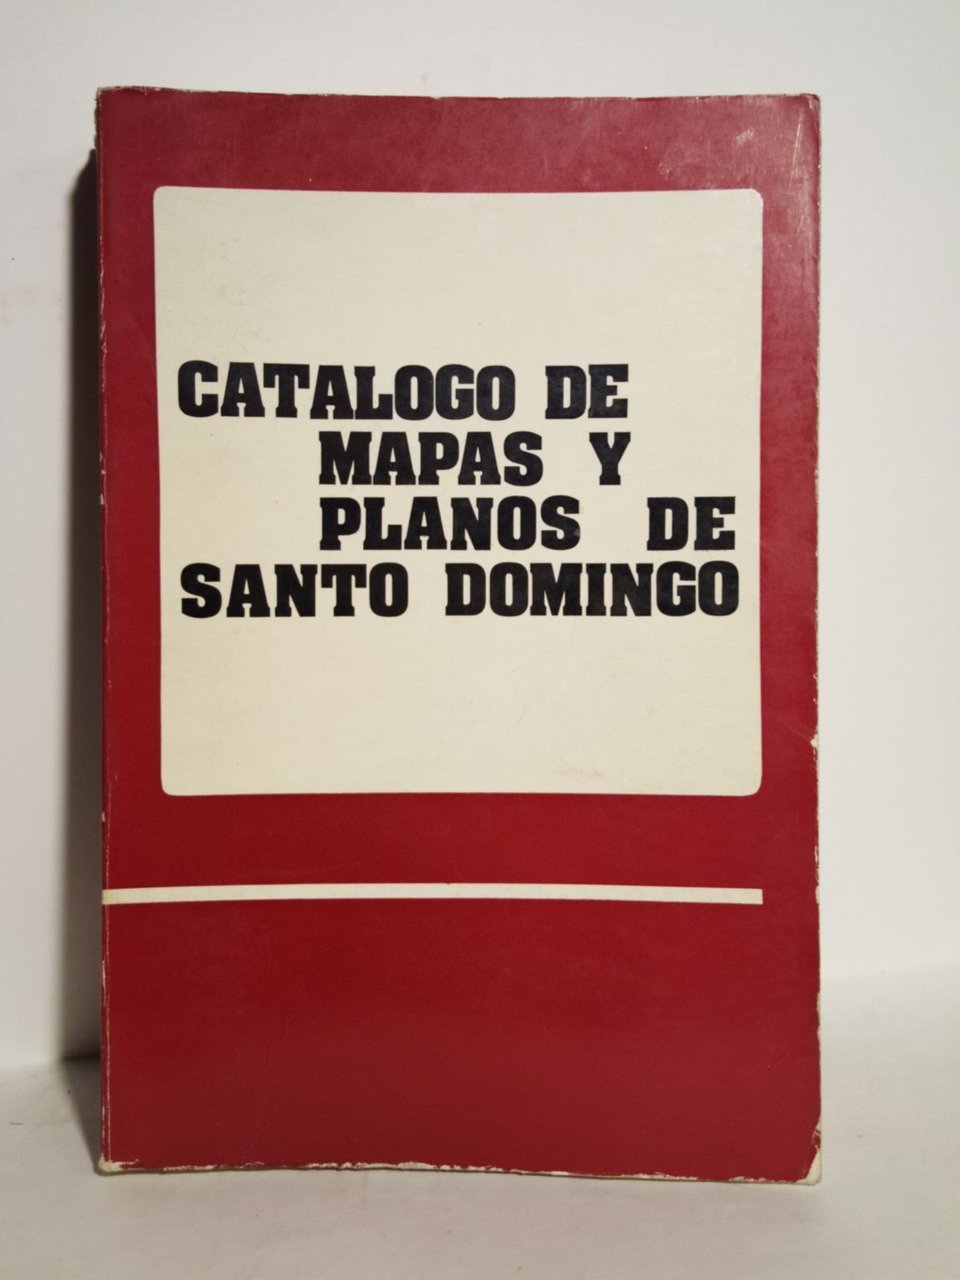 CATALOGO DE
MAPAS Y
PLANOS DE
SANTO DOMINGO